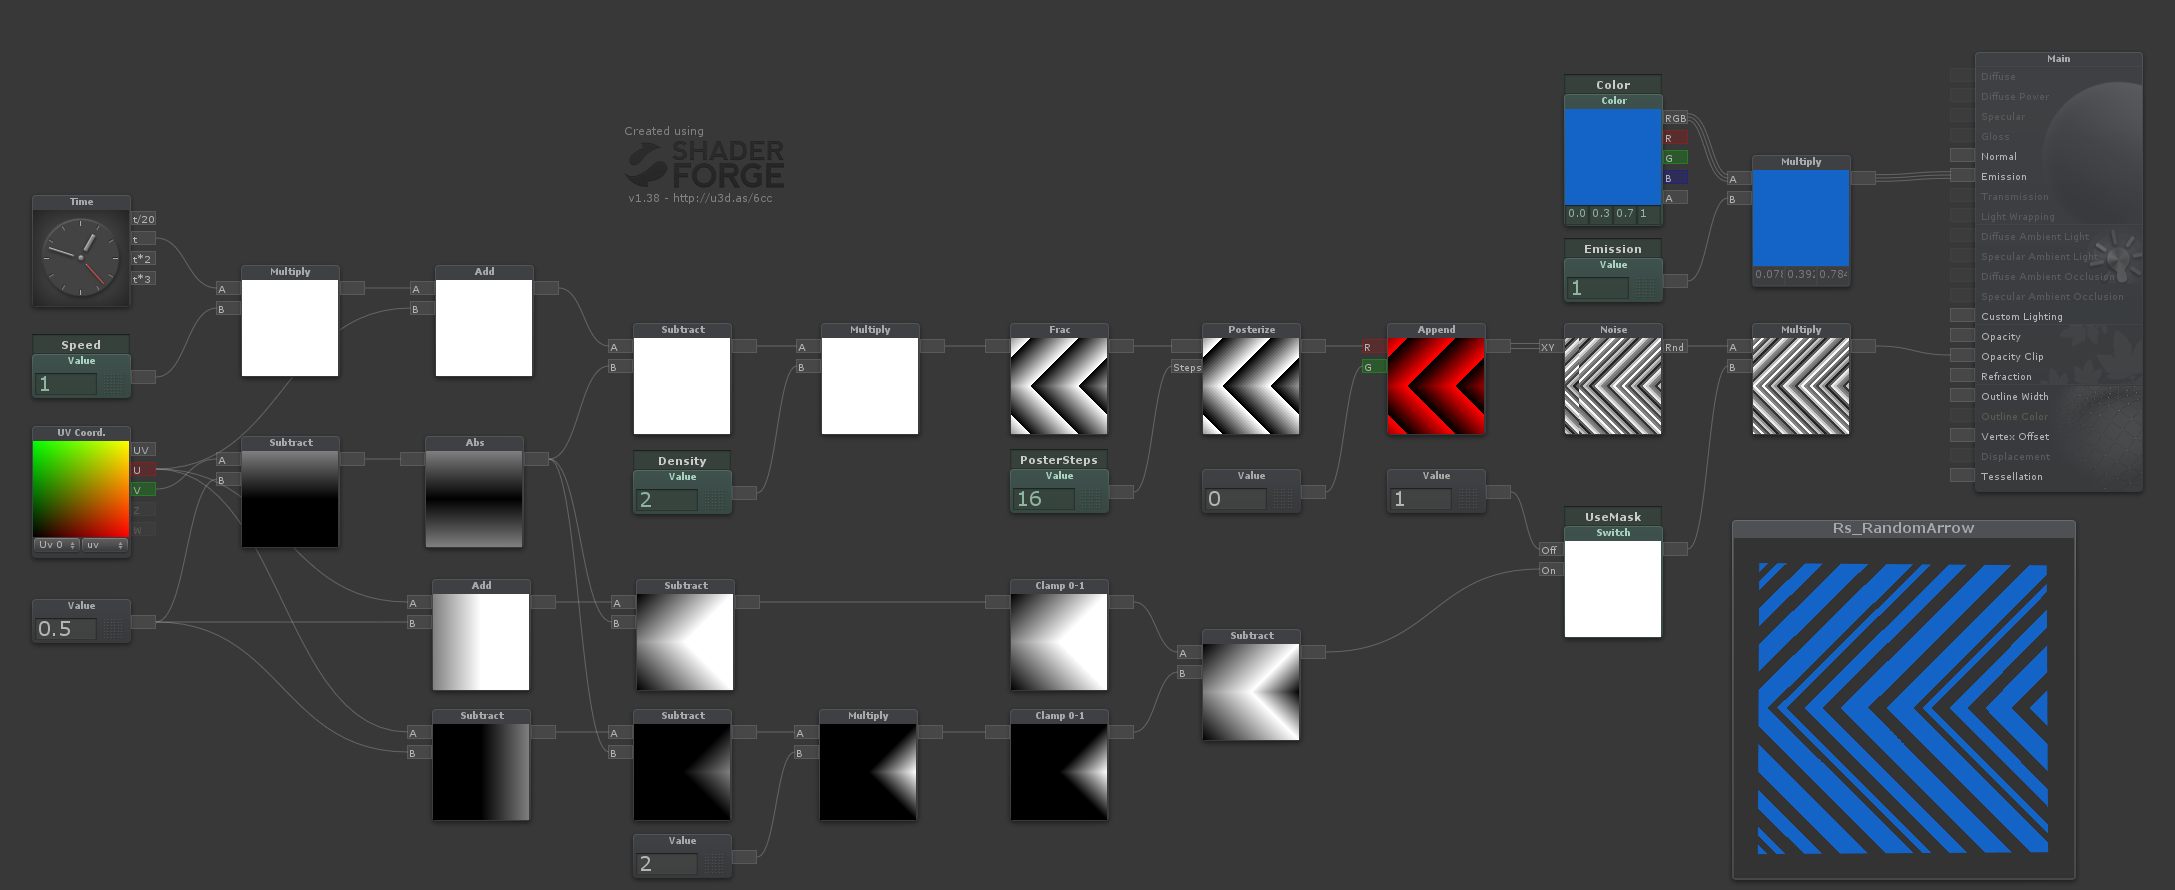 Created using
SHADER
FORGE
v1.38 - http://u3d.as/6cc
Time
t/20
t
t*2
t*3
Speed
Value
1
UV Coord.
UV
U
V
Z
W
Uv 0
uv
Value
0.5
Multiply
A
B
Subtract
A
B
Add
A
B
Abs
Add
A
B
Subtract
A
B
Subtract
A
B
Density
Value
2
Subtract
A
B
Subtract
A
B
Value
2
Multiply
A
B
Multiply
A
B
Frac
PosterSteps
Value
16
Clamp 0-1
Clamp 0-1
Posterize
Steps
Value
0
Subtract
A
B
Append
R
G
Value
1
Color
Color
RGB
R
G
B
A
0.0
0.3
0.7
1
Emission
Value
1
Noise
XY
Rnd
UseMask
Switch
Off
On
Multiply
A
B
0.078
0.392
0.784
Multiply
A
B
Main
Diffuse
Diffuse Power
Specular
Gloss
Normal
Emission
Transmission
Light Wrapping
Diffuse Ambient Light
Specular Ambient Light
Diffuse Ambient Occlusion
Specular Ambient Occlusion
Custom Lighting
Opacity
Opacity Clip
Refraction
Outline Width
Outline Color
Vertex Offset
Displacement
Tessellation
Rs_RandomArrow